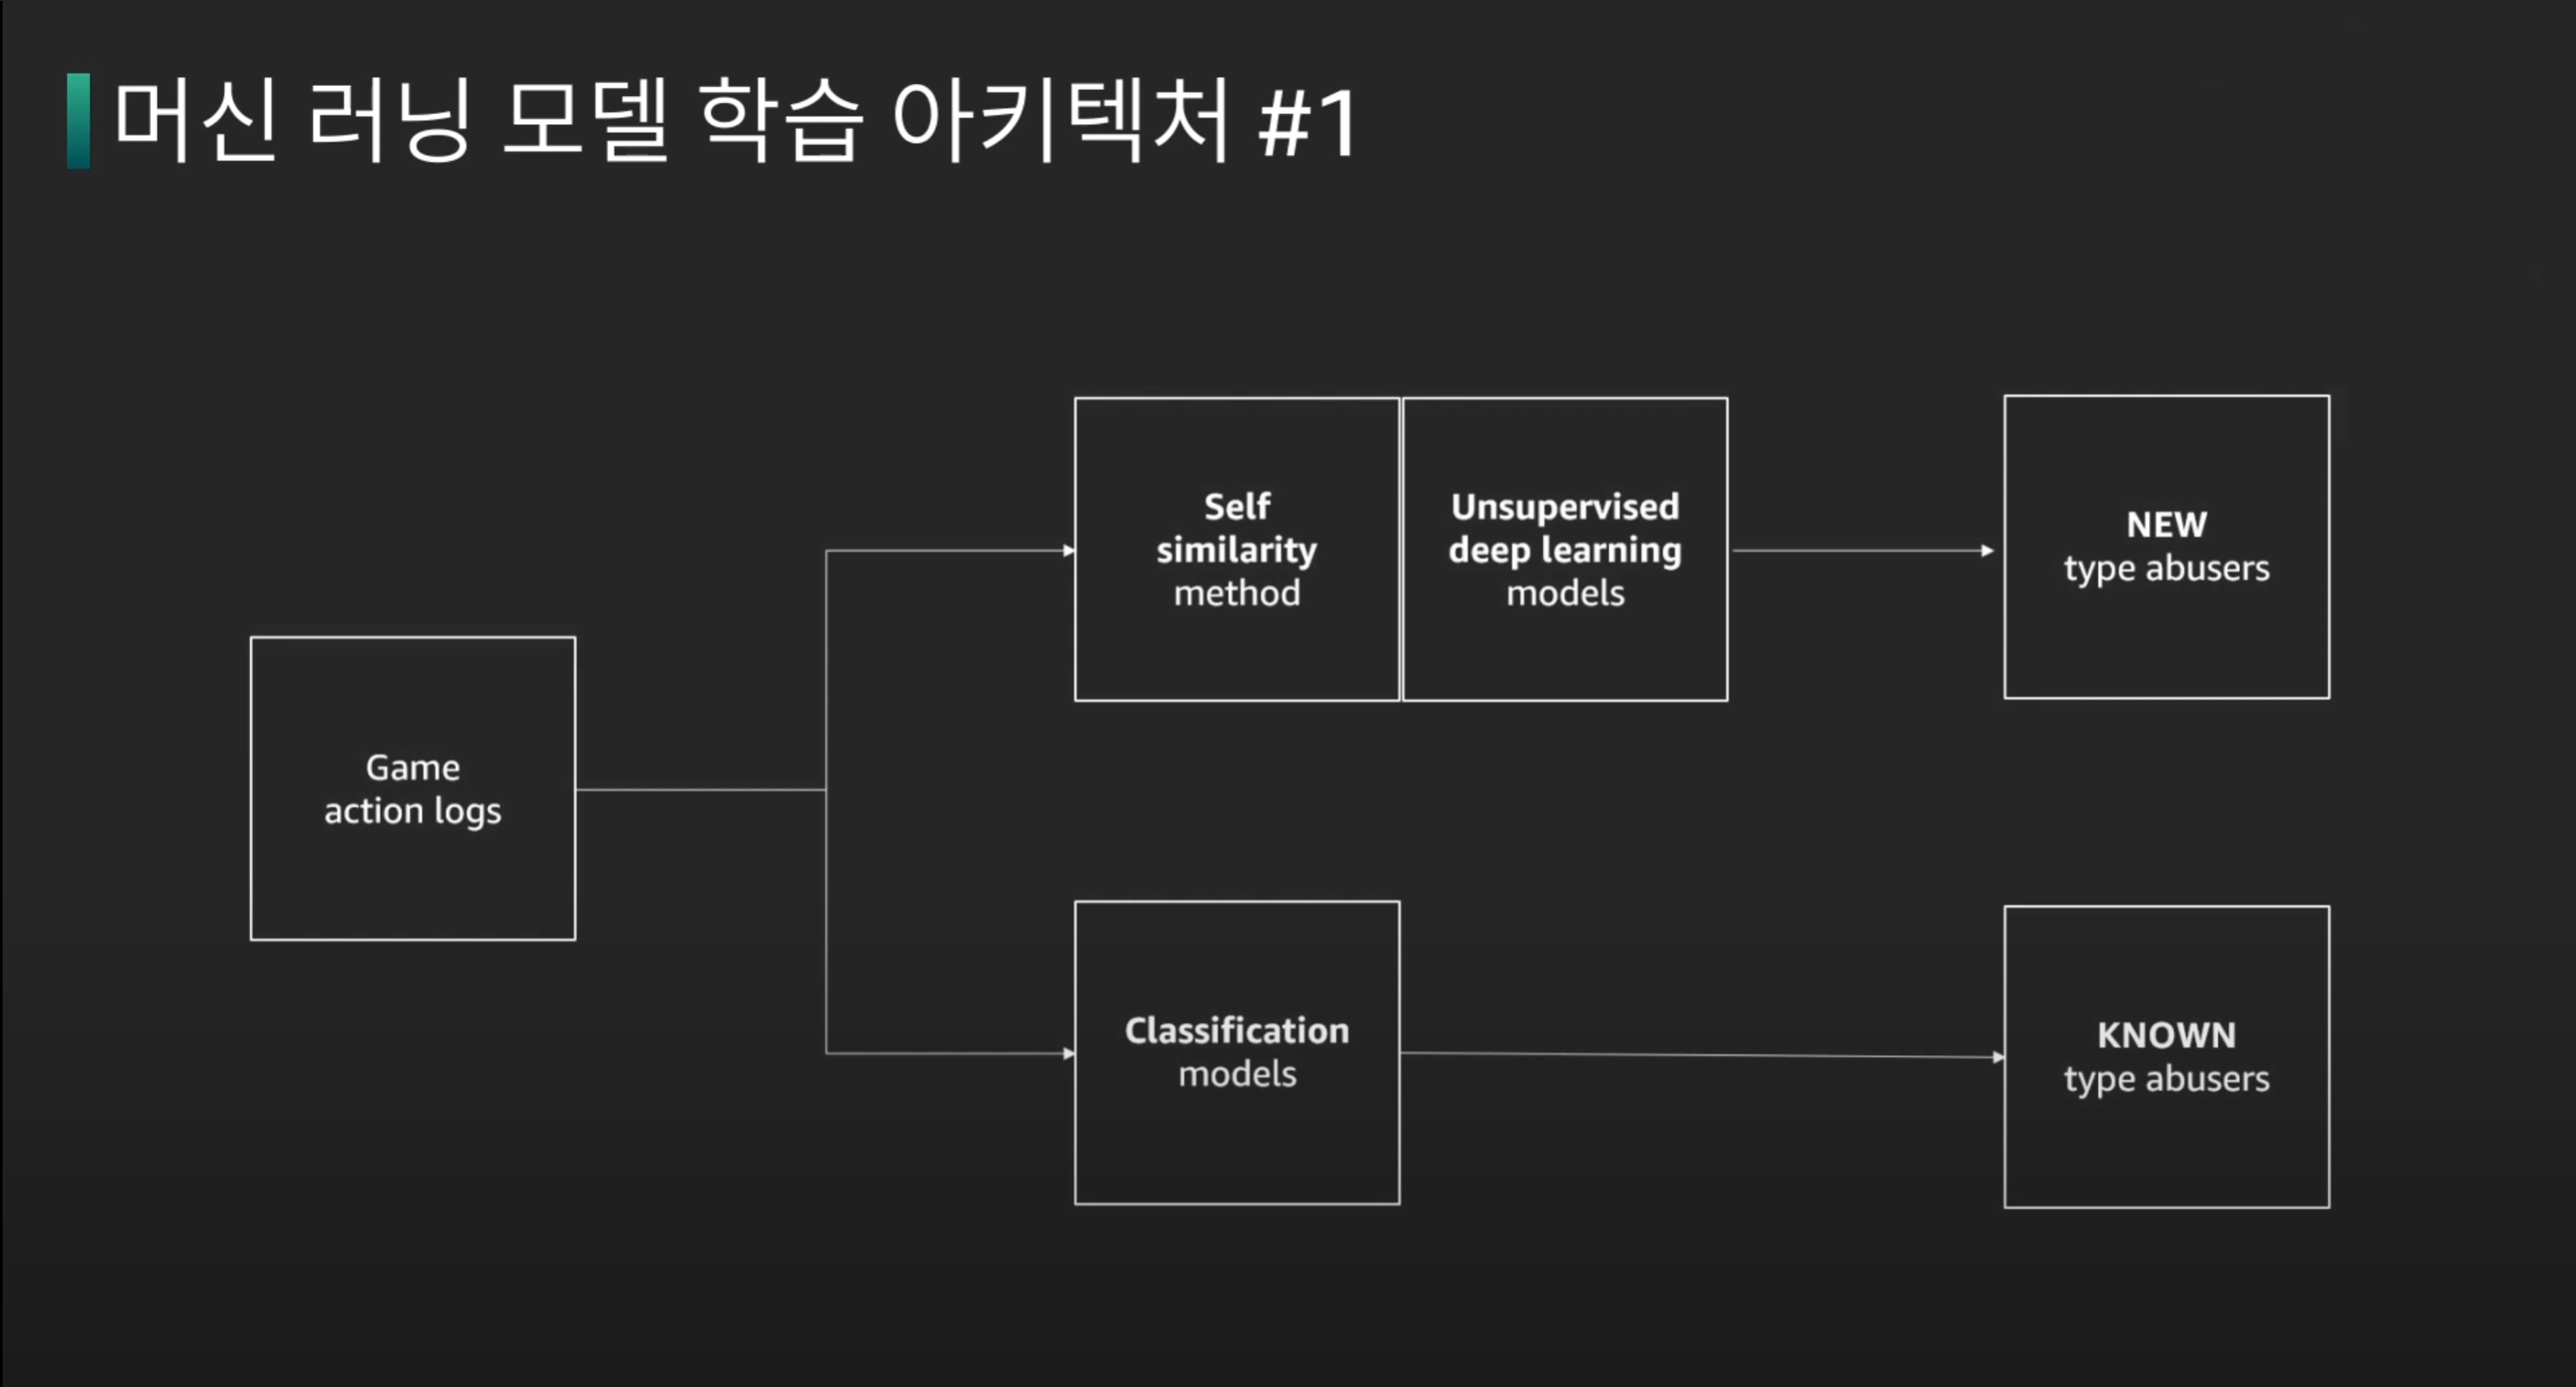 머신 러닝 모델 학습 아키텍처 #1
Game
action logs
Self
similarity
method
Unsupervised
deep learning
models
NEW
type abusers
Classification
models
KNOWN
type abusers